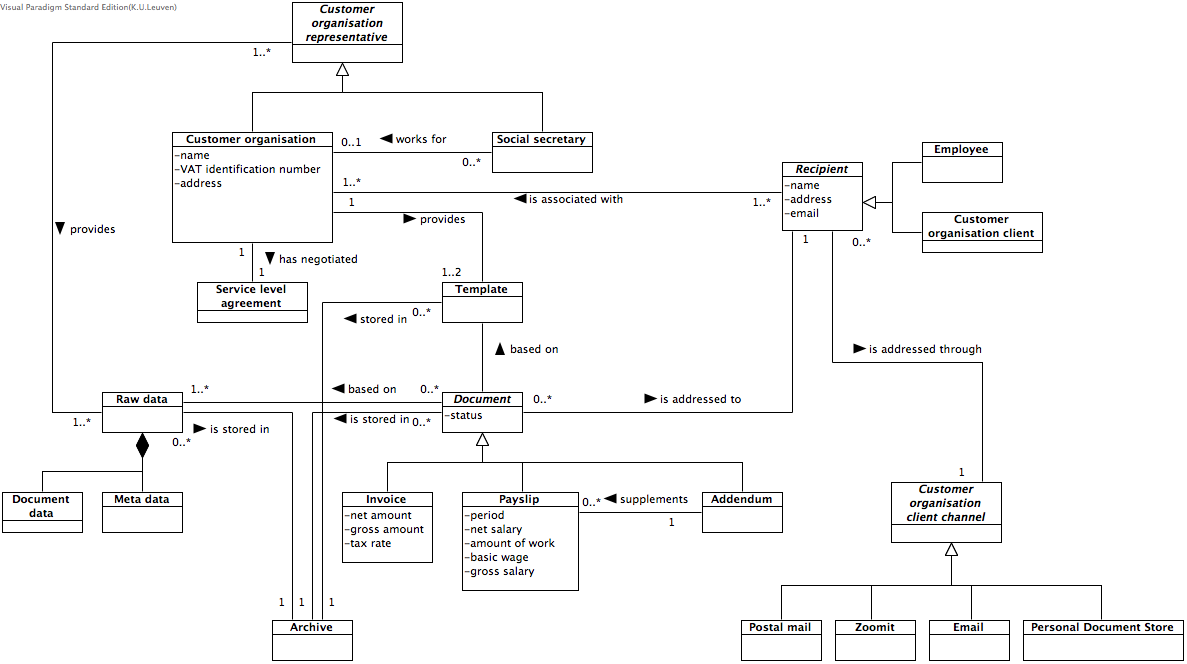 Visual Paradigm Standard Edition(K.U.Leuven)
Customer
organisation
representative
1..*
Customer organisation
-name
-VAT identification number
-address
0..1
works for
0..*
Social secretary
1..*
is associated with
1..*
1
provides
Recipient
-name
-address
-email
Employee
Customer
organisation client
provides
1
has negotiated
1
1..2
1
0..*
Service level
agreement
Template
stored in
0..*
based on
is addressed through
Raw data
1..*
based on
0..*
Document
-status
0..*
is addressed to
1..*
0..*
is stored in
is stored in
0..*
1
Customer
organisation
client channel
Document
data
Meta data
Invoice
-net amount
-gross amount
-tax rate
Payslip
-period
-net salary
-amount of work
-basic wage
-gross salary
0..*
supplements
1
Addendum
1
1
1
Archive
Postal mail
Zoomit
Email
Personal Document Store